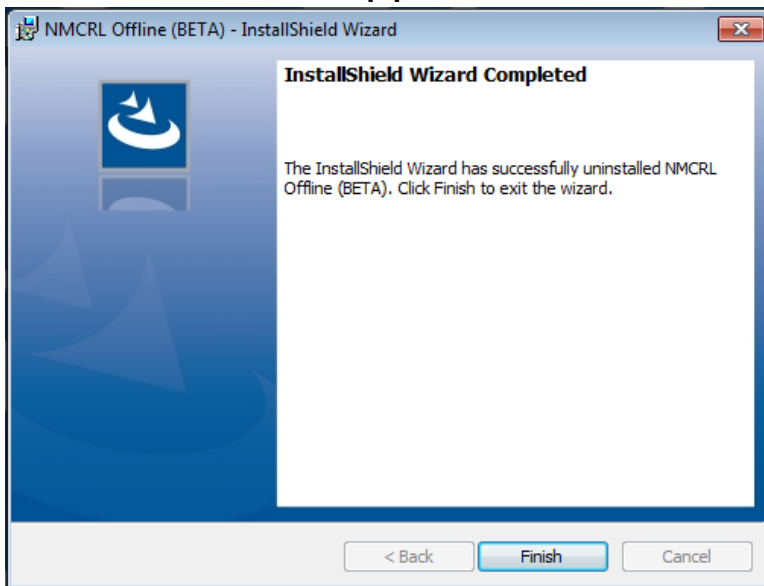 NMCRL Offline (BETA) - InstallShield Wizard
InstallShield Wizard Completed
The InstallShield Wizard has successfully uninstalled NMCRL
Offline (BETA). Click Finish to exit the wizard.
< Back Finish Cancel